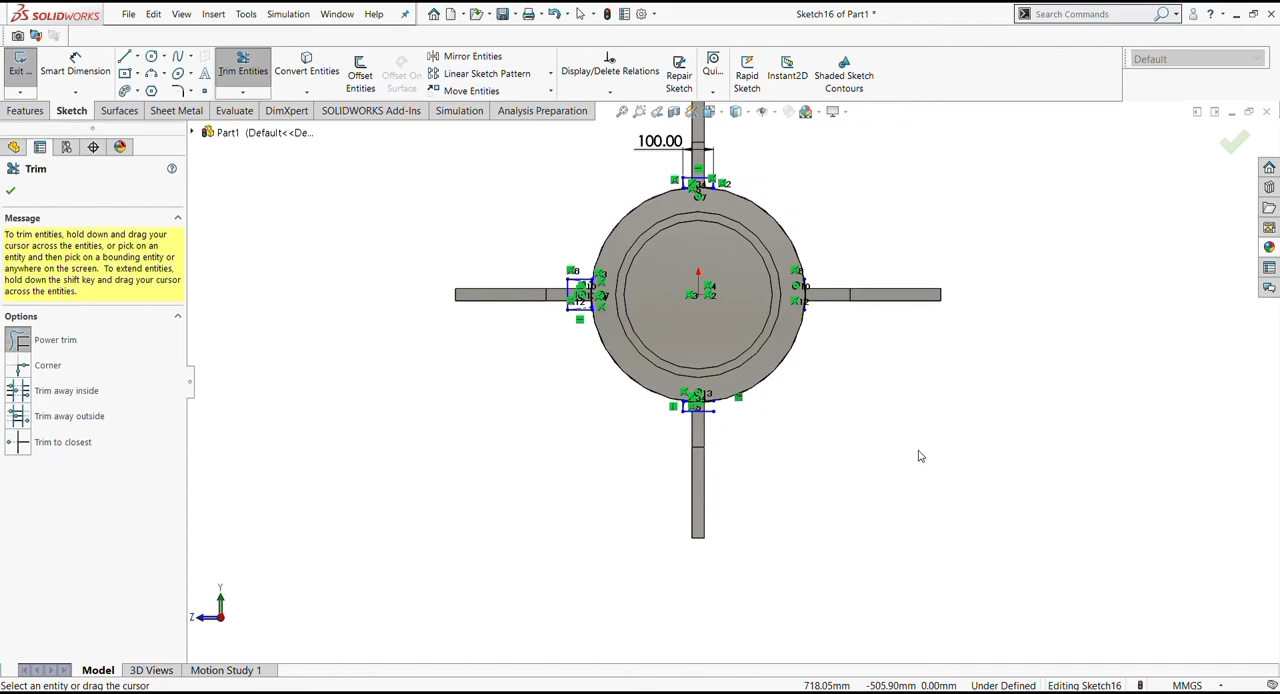 SOLIDWORKS
File Edit View Insert Tools Simulation Window Help
Sketch16 of Part1 *
Search Commands
Exit ...
Smart Dimension
Trim Entities
Convert Entities
Offset Entities
Offset On Surface
Mirror Entities
Linear Sketch Pattern
Move Entities
Display/Delete Relations
Repair Sketch
Qui...
Rapid Sketch
Instant2D
Shaded Sketch Contours
Default
Features Sketch Surfaces Sheet Metal Evaluate DimXpert SOLIDWORKS Add-Ins Simulation Analysis Preparation
Part1 (Default<<De...
100.00
Trim
Message
To trim entities, hold down and drag your
cursor across the entities, or pick on an
entity and then pick on a bounding entity or
anywhere on the screen. To extend entities,
hold down the shift key and drag your cursor
across the entities.
Options
Power trim
Corner
Trim away inside
Trim away outside
Trim to closest
Y
Z
Model 3D Views Motion Study 1
Select an entity or drag the cursor
718.05mm -505.90mm 0.00mm Under Defined Editing Sketch16 MMGS